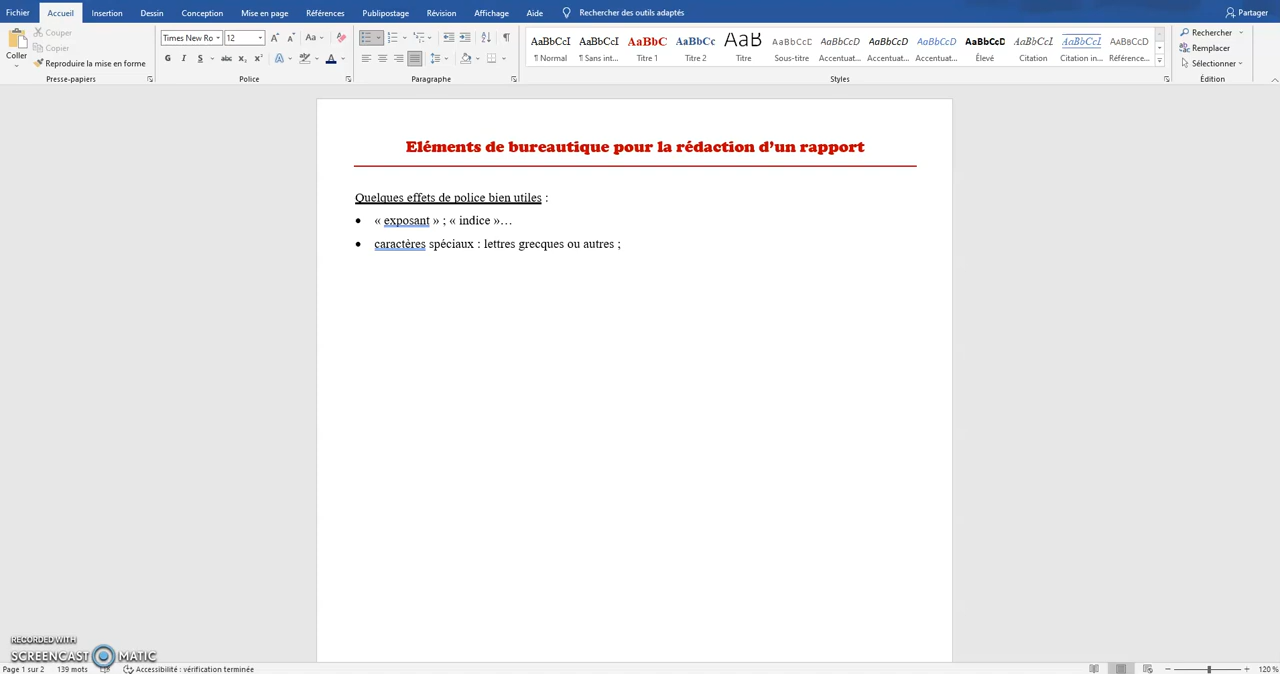 Fichier Accueil Insertion Dessin Conception Mise en page Références Publipostage Révision Affichage Aide Rechercher des outils adaptés Partager
Coller
Couper
Copier
Reproduire la mise en forme
Presse-papiers
Times New Ro 12
Police
Paragraphe
AaBbCcI AaBbCcI AaBbC AaBbCc AaB AaBbCcD AaBbCcD AaBbCcD AaBbCcD AaBbCcD AaBbCcI AaBbCcI AaBbCcD
¶ Normal ¶ Sans int... Titre 1 Titre 2 Titre Sous-titre Accentuat... Accentuat... Accentuat... Élevé Citation Citation in... Référence...
Styles
Rechercher
Remplacer
Sélectionner
Édition
Eléments de bureautique pour la rédaction d’un rapport
Quelques effets de police bien utiles :
• « exposant » ; « indice »…
• caractères spéciaux : lettres grecques ou autres ;
RECORDED WITH
SCREENCAST MATIC
Page 1 sur 2 139 mots Accessibilité : vérification terminée 120 %